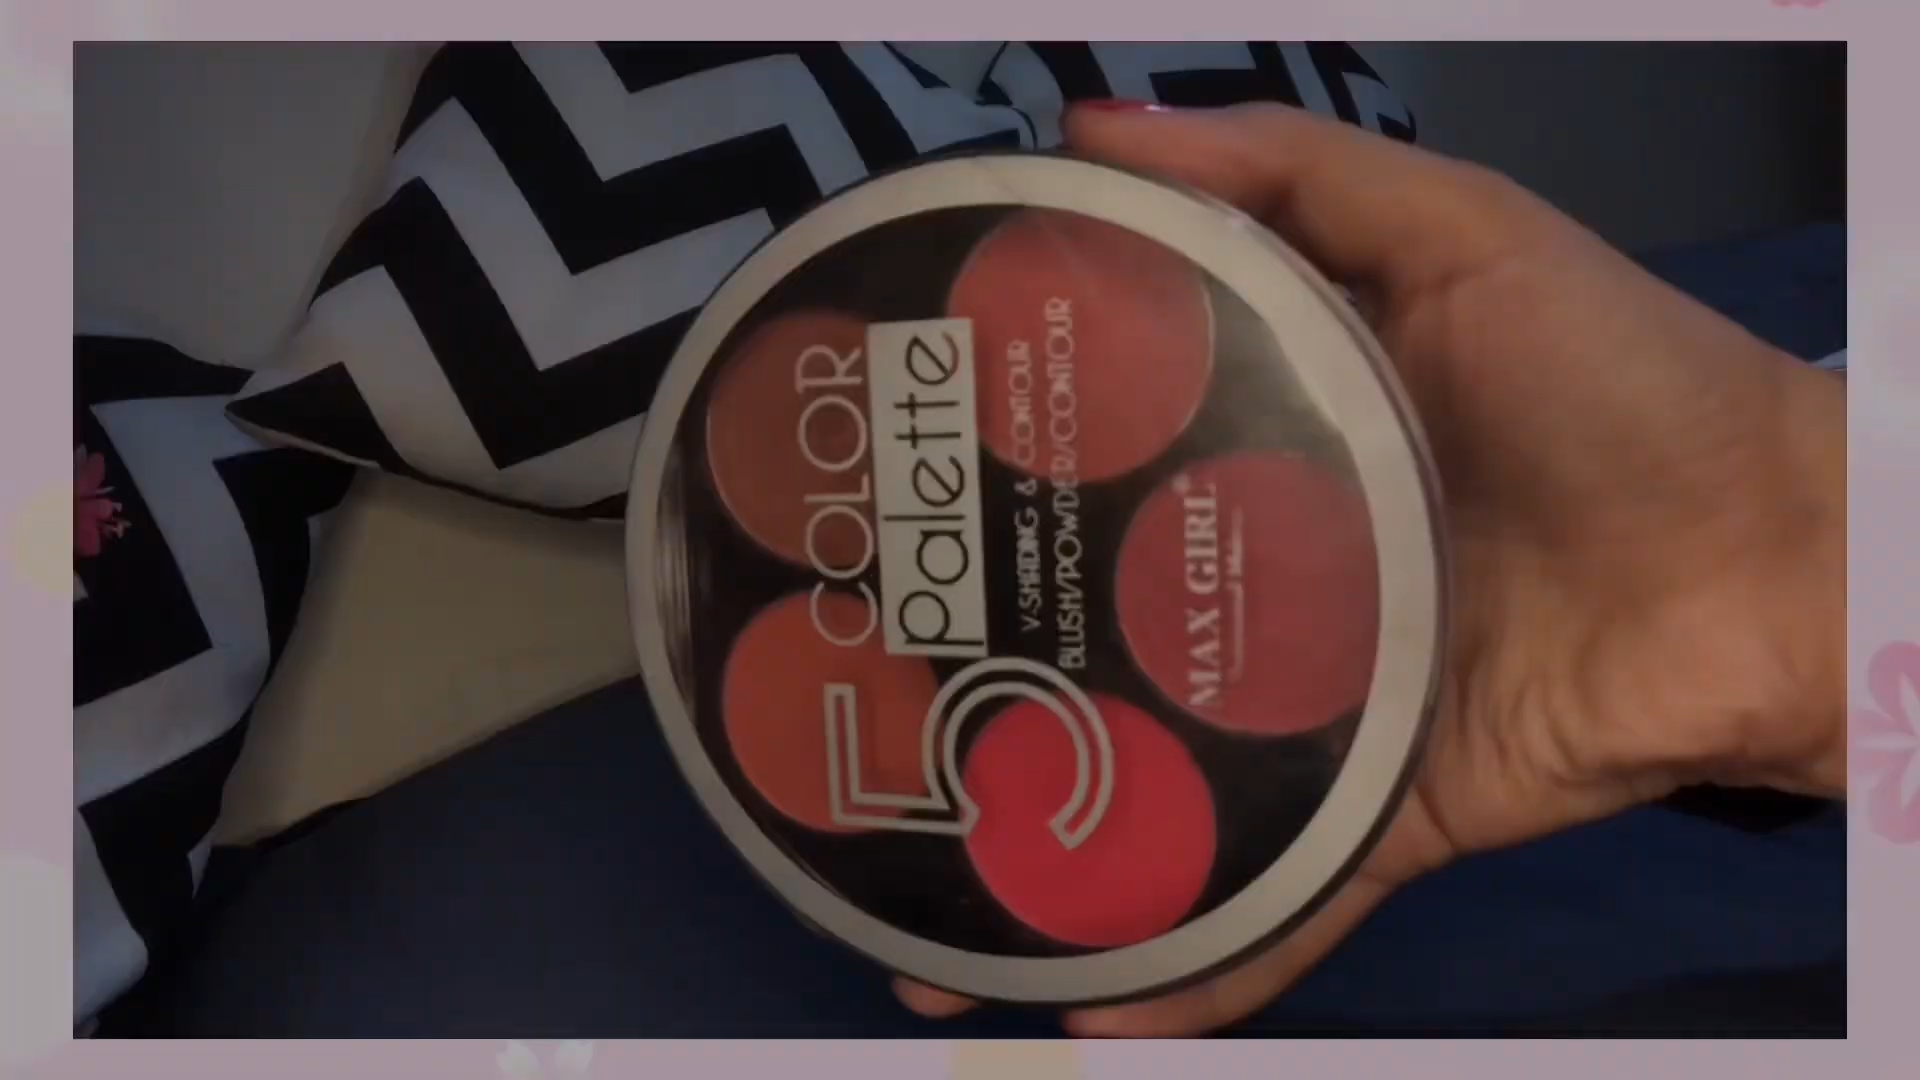 5 COLOR
palette
V-SHADING & CONTOUR
BLUSH/POWDER/CONTOUR
MAX GIRL